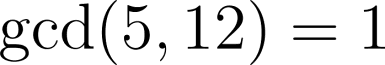 gcd(5, 12) = 1